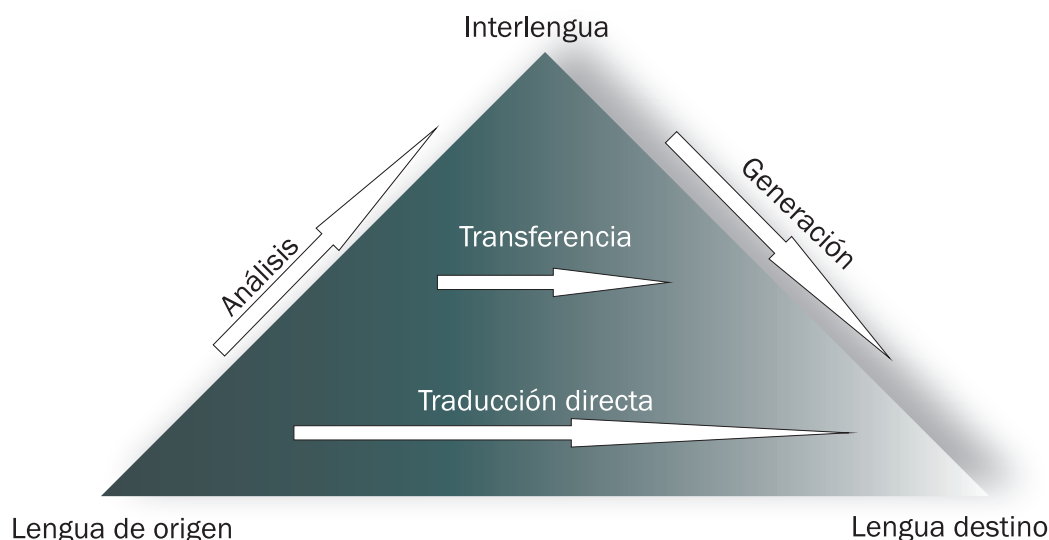 Interlengua
Análisis
Generación
Transferencia
Traducción directa
Lengua de origen
Lengua destino